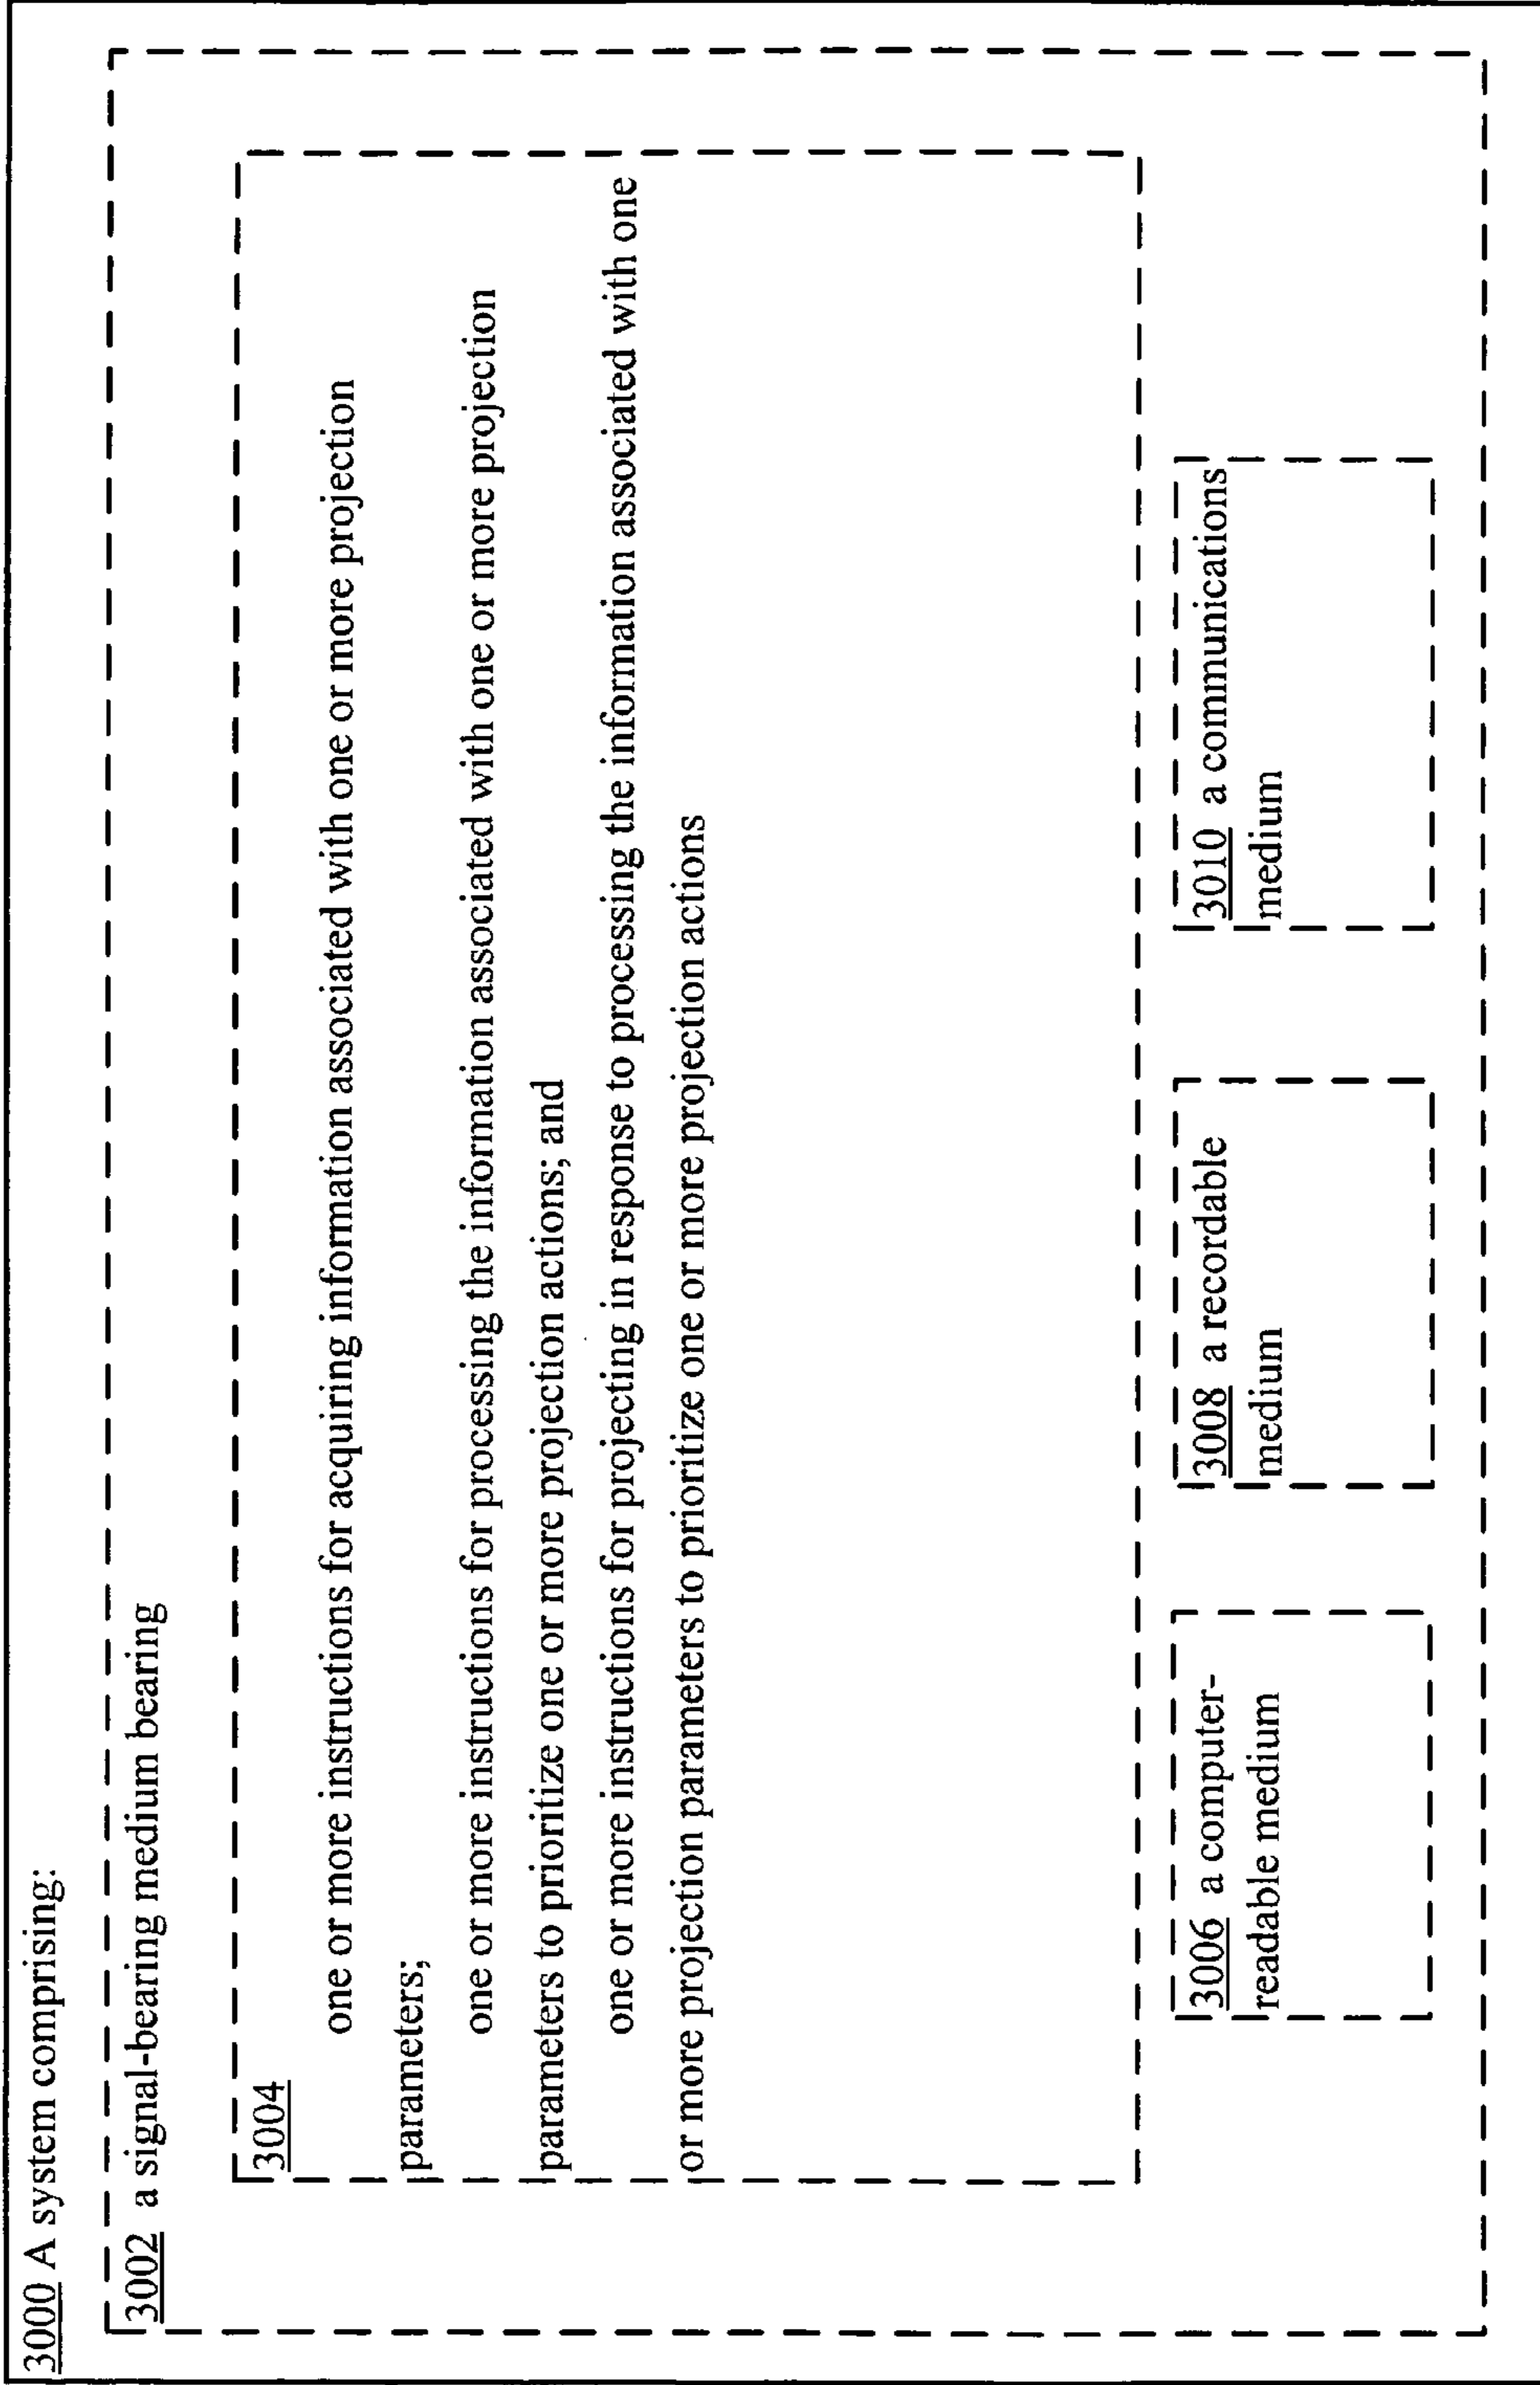 3000 A system comprising:
3002 a signal-bearing medium bearing
3004
one or more instructions for acquiring information associated with one or more projection
parameters;
one or more instructions for processing the information associated with one or more projection
parameters to prioritize one or more projection actions; and
one or more instructions for projecting in response to processing the information associated with one
or more projection parameters to prioritize one or more projection actions
3006 a computer-
readable medium
3008 a recordable
medium
3010 a communications
medium